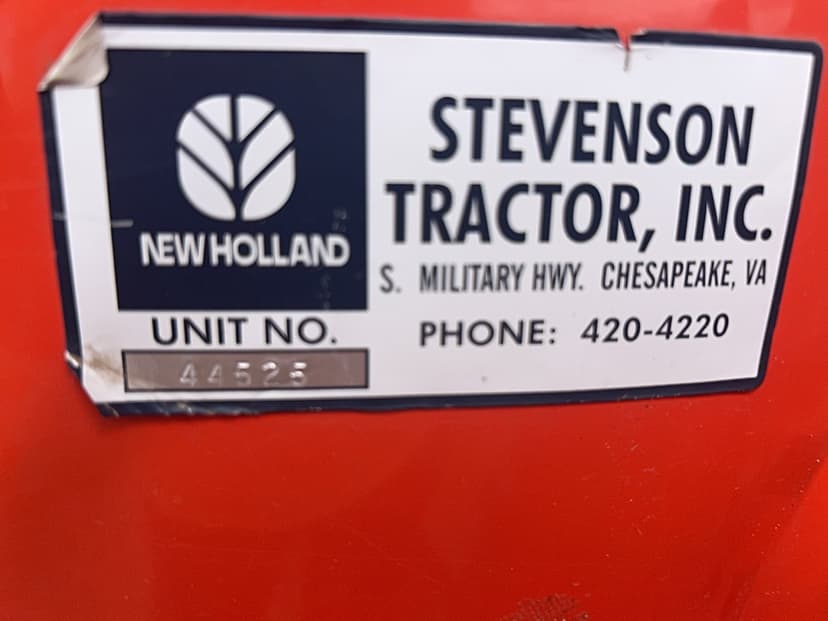 NEW HOLLAND
UNIT NO.
44525
STEVENSON
TRACTOR, INC.
S. MILITARY HWY. CHESAPEAKE, VA
PHONE: 420-4220